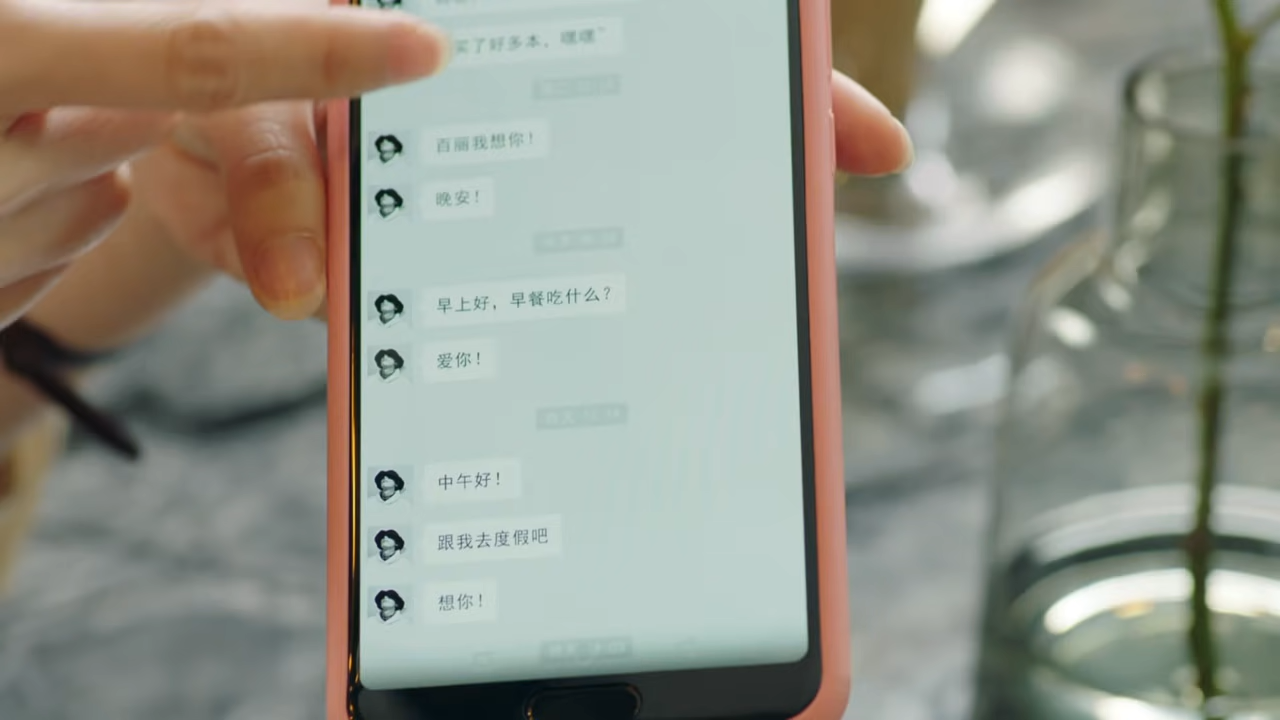 买了好多本，嘿嘿~
百丽我想你！
晚安！
早上好，早餐吃什么？
爱你！
中午好！
跟我去度假吧
想你！